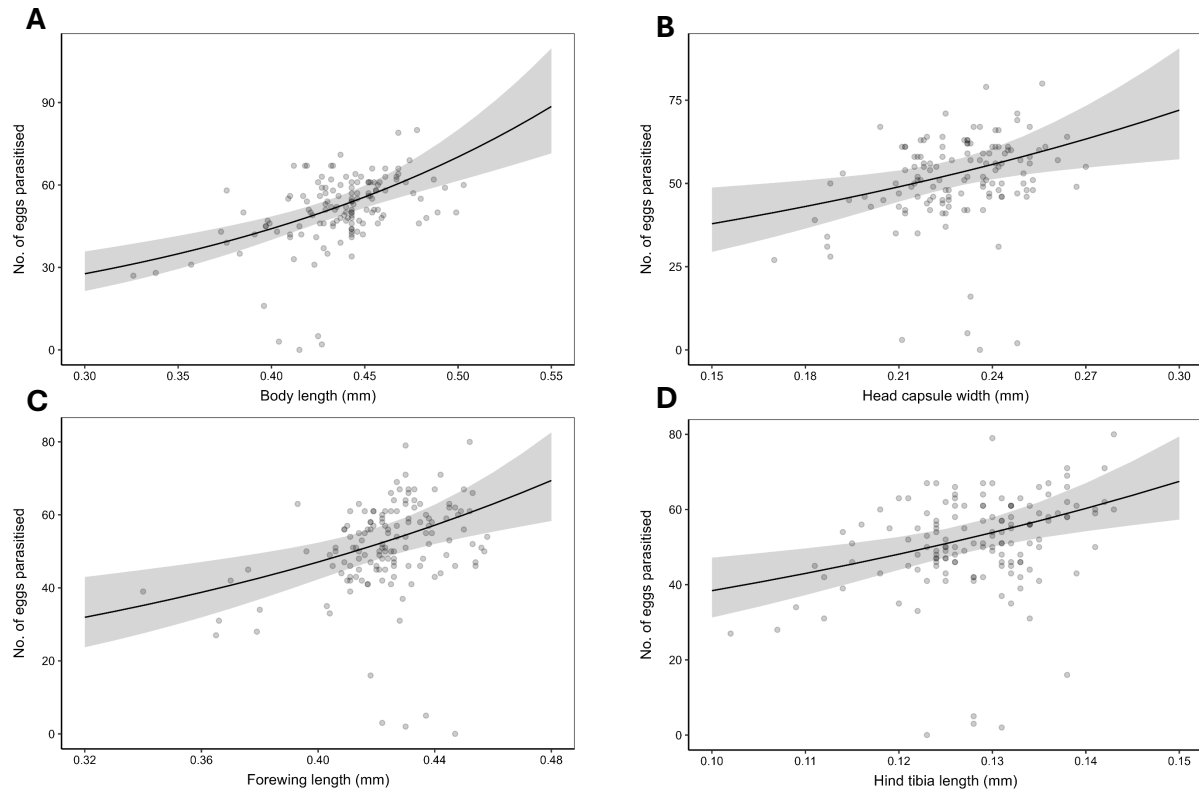 A
No. of eggs parasitised
90
60
30
0
0.30 0.35 0.40 0.45 0.50 0.55
Body length (mm)
B
No. of eggs parasitised
75
50
25
0
0.15 0.18 0.21 0.24 0.27 0.30
Head capsule width (mm)
C
No. of eggs parasitised
80
60
40
20
0
0.32 0.36 0.40 0.44 0.48
Forewing length (mm)
D
No. of eggs parasitised
80
60
40
20
0
0.10 0.11 0.12 0.13 0.14 0.15
Hind tibia length (mm)